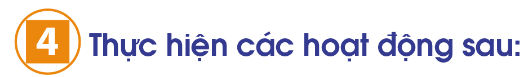 4 Thực hiện các hoạt động sau: